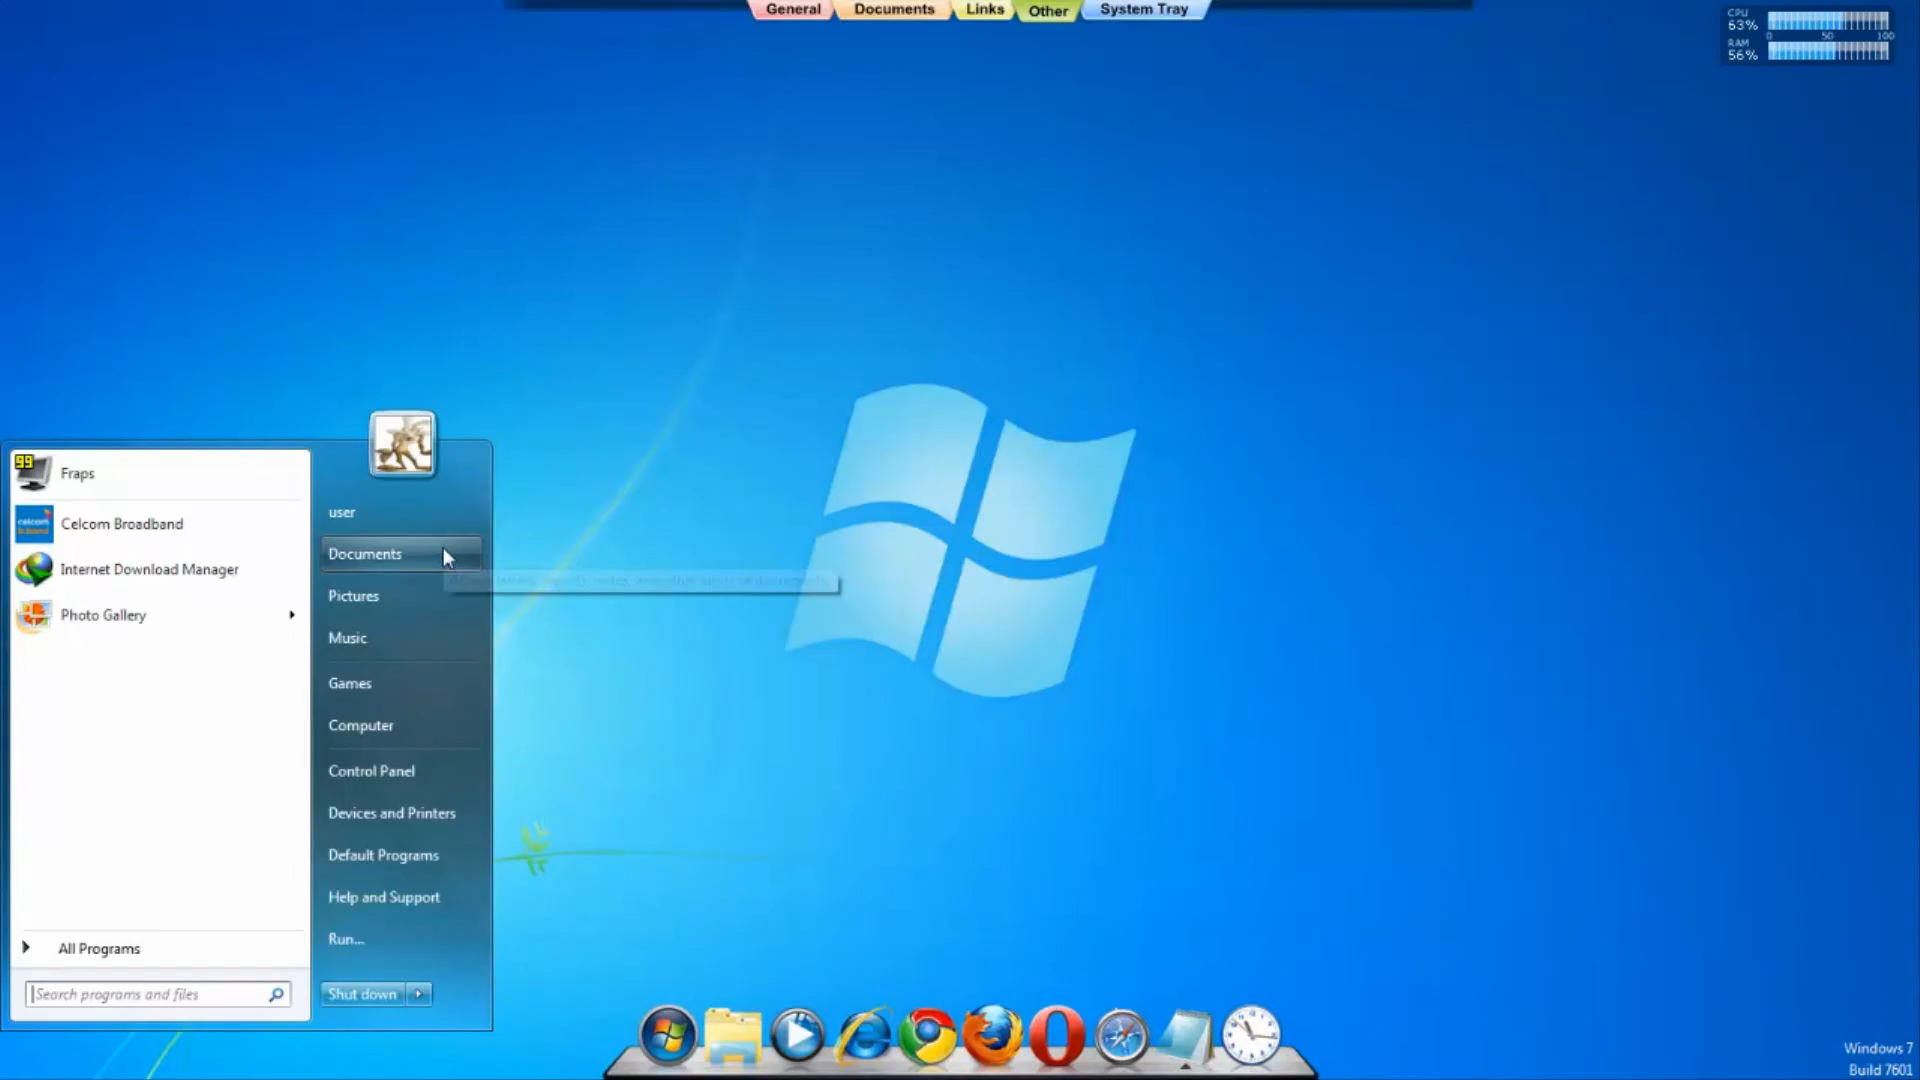 General
Documents
Links
Other
System Tray
CPU
63%
0 50 100
RAM
56%
99
Fraps
celcom
Celcom Broadband
Internet Download Manager
Photo Gallery
All Programs
Search programs and files
user
Documents
Pictures
Music
Games
Computer
Control Panel
Devices and Printers
Default Programs
Help and Support
Run...
Shut down
Windows 7
Build 7601